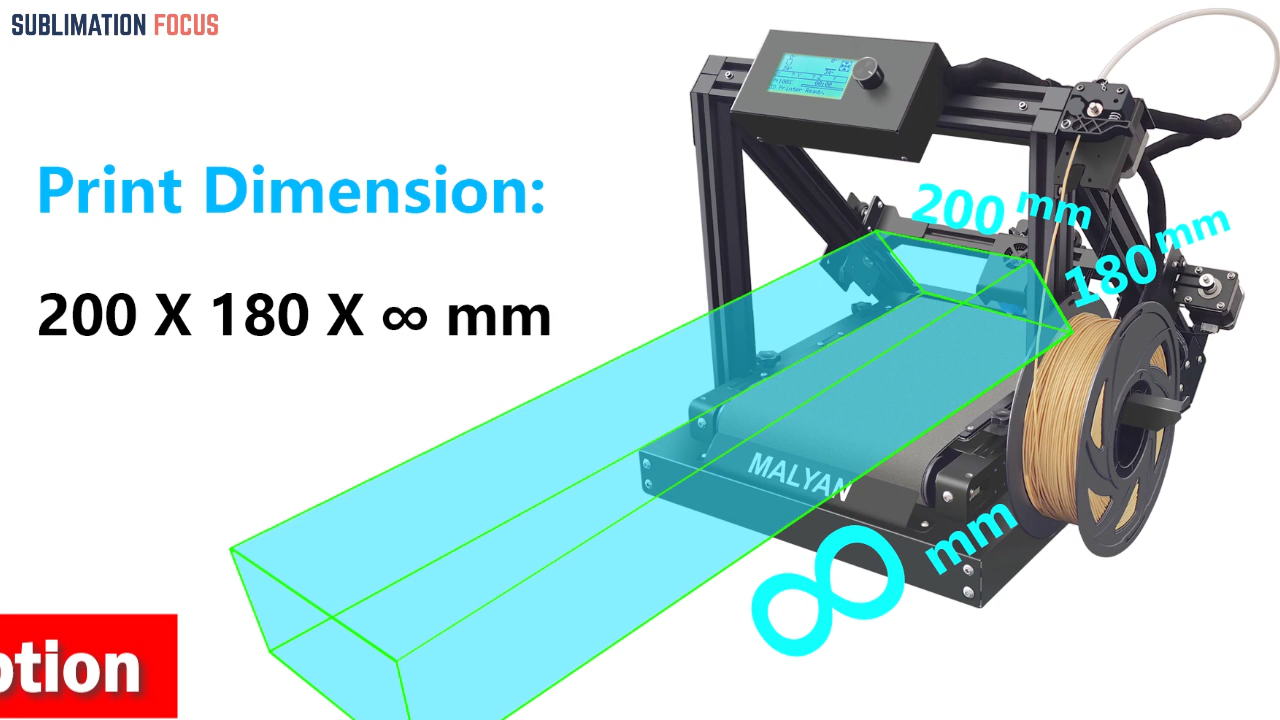 SUBLIMATION FOCUS
Print Dimension:
200 X 180 X ∞ mm
200 mm
180 mm
MALYAN
∞ mm
otion